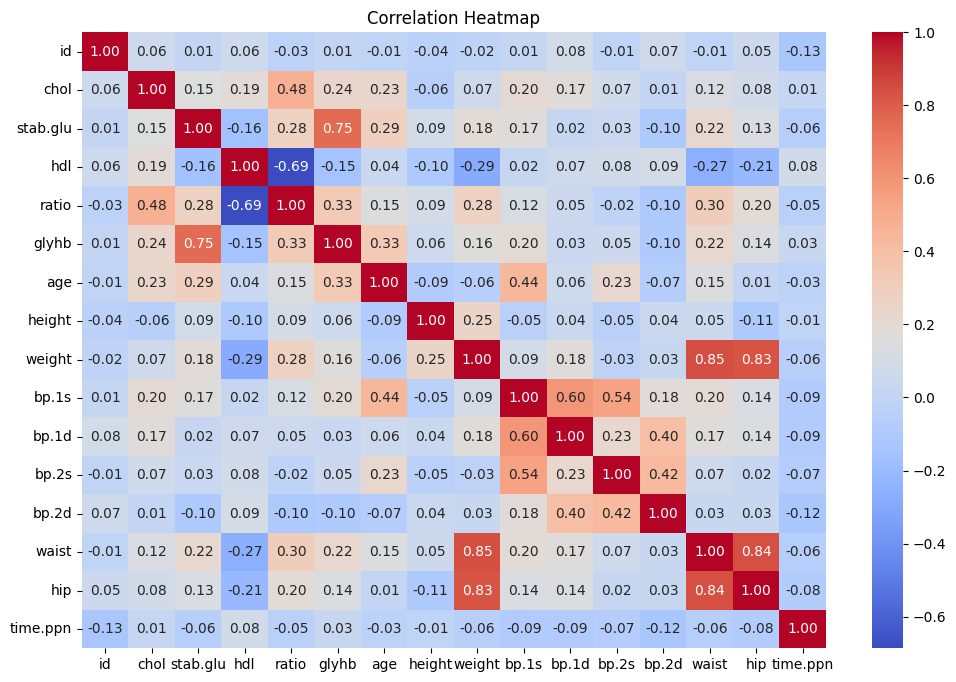 Correlation Heatmap
id 1.00 0.06 0.01 0.06 -0.03 0.01 -0.01 -0.04 -0.02 0.01 0.08 -0.01 0.07 -0.01 0.05 -0.13
chol 0.06 1.00 0.15 0.19 0.48 0.24 0.23 -0.06 0.07 0.20 0.17 0.07 0.01 0.12 0.08 0.01
stab.glu 0.01 0.15 1.00 -0.16 0.28 0.75 0.29 0.09 0.18 0.17 0.02 0.03 -0.10 0.22 0.13 -0.06
hdl 0.06 0.19 -0.16 1.00 -0.69 -0.15 0.04 -0.10 -0.29 0.02 0.07 0.08 0.09 -0.27 -0.21 0.08
ratio -0.03 0.48 0.28 -0.69 1.00 0.33 0.15 0.09 0.28 0.12 0.05 -0.02 -0.10 0.30 0.20 -0.05
glyhb 0.01 0.24 0.75 -0.15 0.33 1.00 0.33 0.06 0.16 0.20 0.03 0.05 -0.10 0.22 0.14 0.03
age -0.01 0.23 0.29 0.04 0.15 0.33 1.00 -0.09 -0.06 0.44 0.06 0.23 -0.07 0.15 0.01 -0.03
height -0.04 -0.06 0.09 -0.10 0.09 0.06 -0.09 1.00 0.25 -0.05 0.04 -0.05 0.04 0.05 -0.11 -0.01
weight -0.02 0.07 0.18 -0.29 0.28 0.16 -0.06 0.25 1.00 0.09 0.18 -0.03 0.03 0.85 0.83 -0.06
bp.1s 0.01 0.20 0.17 0.02 0.12 0.20 0.44 -0.05 0.09 1.00 0.60 0.54 0.18 0.20 0.14 -0.09
bp.1d 0.08 0.17 0.02 0.07 0.05 0.03 0.06 0.04 0.18 0.60 1.00 0.23 0.40 0.17 0.14 -0.09
bp.2s -0.01 0.07 0.03 0.08 -0.02 0.05 0.23 -0.05 -0.03 0.54 0.23 1.00 0.42 0.07 0.02 -0.07
bp.2d 0.07 0.01 -0.10 0.09 -0.10 -0.10 -0.07 0.04 0.03 0.18 0.40 0.42 1.00 0.03 0.03 -0.12
waist -0.01 0.12 0.22 -0.27 0.30 0.22 0.15 0.05 0.85 0.20 0.17 0.07 0.03 1.00 0.84 -0.06
hip 0.05 0.08 0.13 -0.21 0.20 0.14 0.01 -0.11 0.83 0.14 0.14 0.02 0.03 0.84 1.00 -0.08
time.ppn -0.13 0.01 -0.06 0.08 -0.05 0.03 -0.03 -0.01 -0.06 -0.09 -0.09 -0.07 -0.12 -0.06 -0.08 1.00
id chol stab.glu hdl ratio glyhb age height weight bp.1s bp.1d bp.2s bp.2d waist hip time.ppn
1.0
0.8
0.6
0.4
0.2
0.0
−0.2
−0.4
−0.6